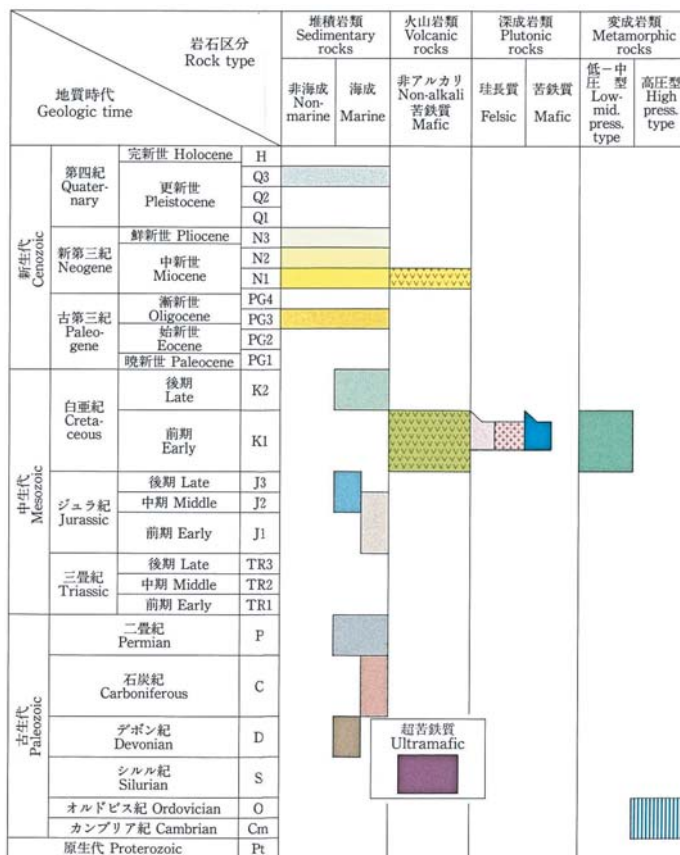 岩石区分
Rock type
地質時代
Geologic time
堆積岩類
Sedimentary
rocks
火山岩類
Volcanic
rocks
深成岩類
Plutonic
rocks
変成岩類
Metamorphic
rocks
非海成
Non-
marine
海成
Marine
非アルカリ
Non-alkali
苦鉄質
Mafic
珪長質
Felsic
苦鉄質
Mafic
低－中
圧 型
Low-
mid.
press.
type
高圧型
High
press.
type
新生代
Cenozoic
第四紀
Quater-
nary
完新世 Holocene
H
更新世
Pleistocene
Q3
Q2
Q1
新第三紀
Neogene
鮮新世 Pliocene
N3
中新世
Miocene
N2
N1
古第三紀
Paleo-
gene
漸新世
Oligocene
PG4
PG3
始新世
Eocene
PG2
暁新世 Paleocene
PG1
中生代
Mesozoic
白亜紀
Creta-
ceous
後期
Late
K2
前期
Early
K1
ジュラ紀
Jurassic
後期 Late
J3
中期 Middle
J2
前期 Early
J1
三畳紀
Triassic
後期 Late
TR3
中期 Middle
TR2
前期 Early
TR1
古生代
Paleozoic
二畳紀
Permian
P
石炭紀
Carboniferous
C
デボン紀
Devonian
D
シルル紀
Silurian
S
オルドビス紀 Ordovician
O
カンブリア紀 Cambrian
Cm
原生代 Proterozoic
Pt
超苦鉄質
Ultramafic